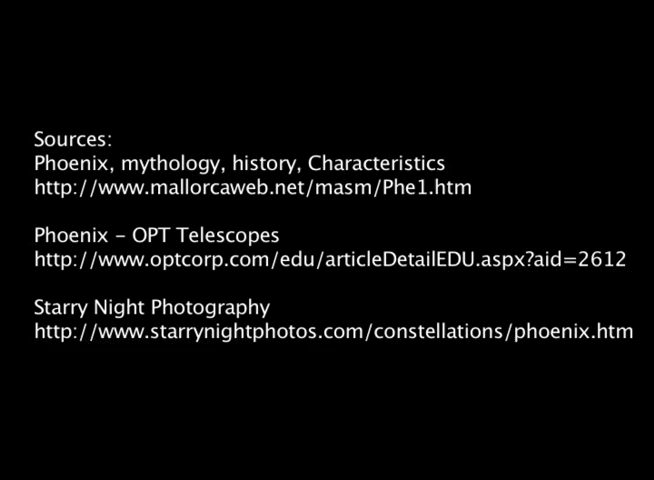 Sources:
Phoenix, mythology, history, Characteristics
http://www.mallorcaweb.net/masm/Phe1.htm
Phoenix – OPT Telescopes
http://www.optcorp.com/edu/articleDetailEDU.aspx?aid=2612
Starry Night Photography
http://www.starrynightphotos.com/constellations/phoenix.htm